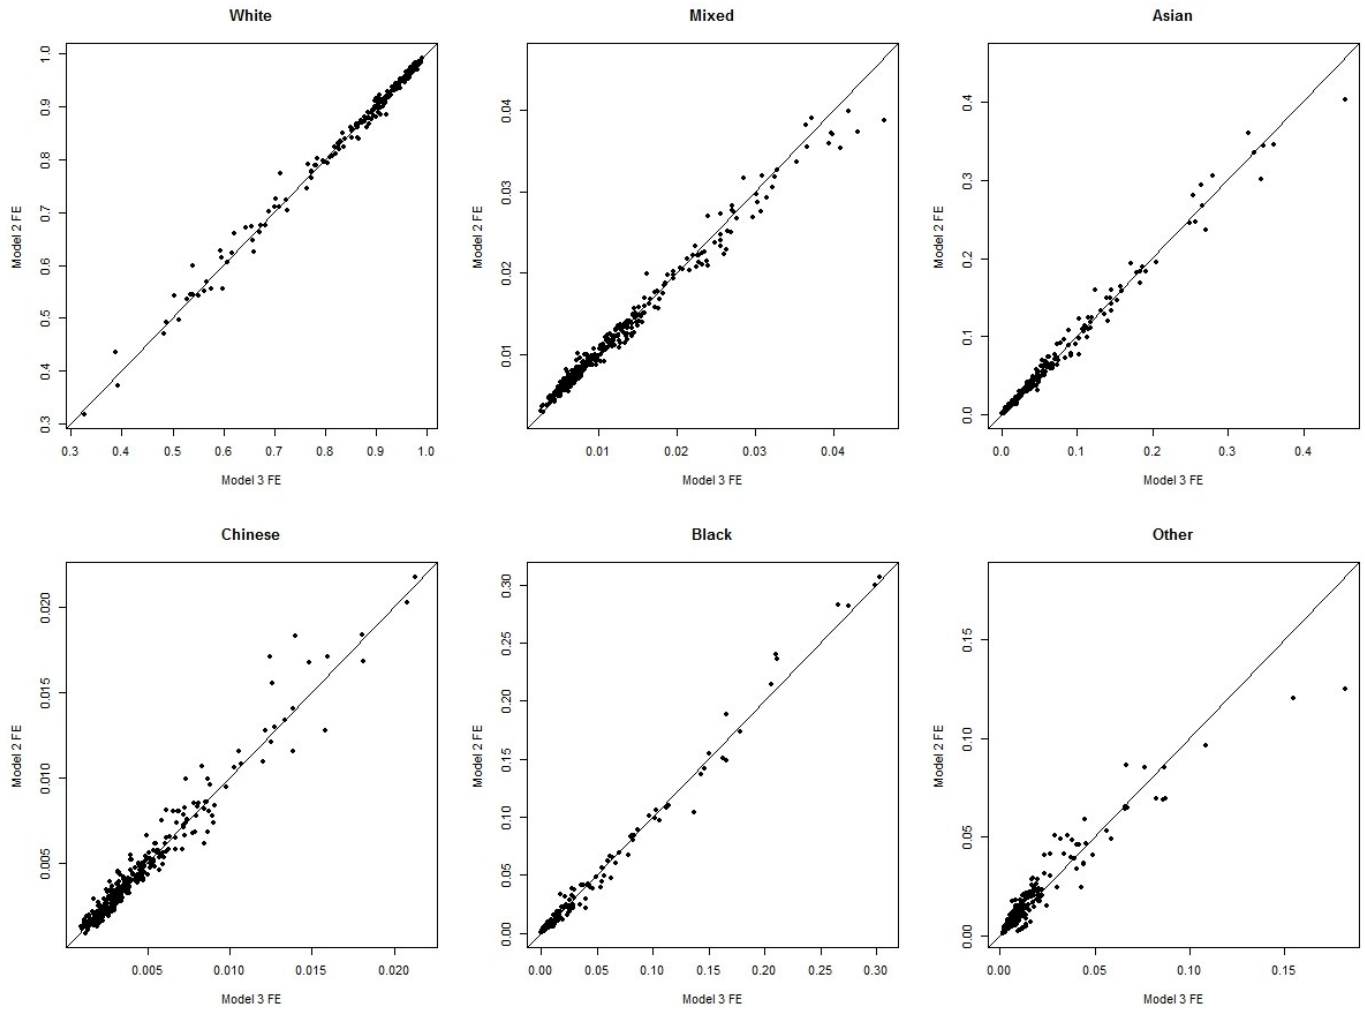 White
Mixed
Asian
1.0
0.9
0.8
0.7
0.6
0.5
0.4
0.3
Model 2 FE
0.3 0.4 0.5 0.6 0.7 0.8 0.9 1.0
Model 3 FE
0.04
0.03
0.02
0.01
Model 2 FE
0.01 0.02 0.03 0.04
Model 3 FE
0.4
0.3
0.2
0.1
0.0
Model 2 FE
0.0 0.1 0.2 0.3 0.4
Model 3 FE
Chinese
Black
Other
0.020
0.015
0.010
0.005
Model 2 FE
0.005 0.010 0.015 0.020
Model 3 FE
0.30
0.25
0.20
0.15
0.10
0.05
0.00
Model 2 FE
0.00 0.05 0.10 0.15 0.20 0.25 0.30
Model 3 FE
0.15
0.10
0.05
0.00
Model 2 FE
0.00 0.05 0.10 0.15
Model 3 FE